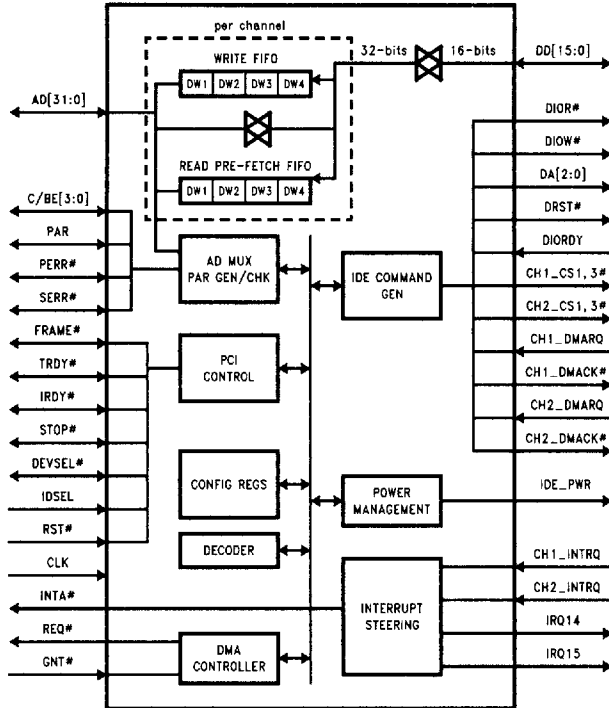 per channel
WRITE FIFO
32-bits
16-bits
DD[15:0]
DW1 DW2 DW3 DW4
AD[31:0]
READ PRE-FETCH FIFO
DW1 DW2 DW3 DW4
DIOR#
DIOW#
DA[2:0]
DRST#
DIORDY
CH1_CS1,3#
CH2_CS1,3#
CH1_DMARQ
CH1_DMACK#
CH2_DMARQ
CH2_DMACK#
C/BE[3:0]
PAR
PERR#
SERR#
FRAME#
TRDY#
IRDY#
STOP#
DEVSEL#
IDSEL
RST#
CLK
INTA#
REQ#
GNT#
AD MUX
PAR GEN/CHK
IDE COMMAND
GEN
PCI
CONTROL
CONFIG REGS
POWER
MANAGEMENT
IDE_PWR
DECODER
INTERRUPT
STEERING
CH1_INTRQ
CH2_INTRQ
IRQ14
IRQ15
DMA
CONTROLLER